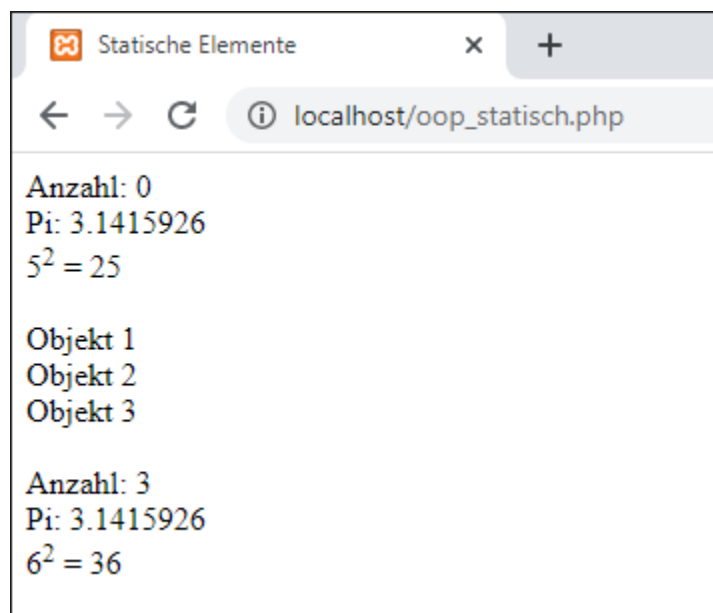 Statische Elemente
localhost/oop_statisch.php
Anzahl: 0
Pi: 3.1415926
5² = 25
Objekt 1
Objekt 2
Objekt 3
Anzahl: 3
Pi: 3.1415926
6² = 36